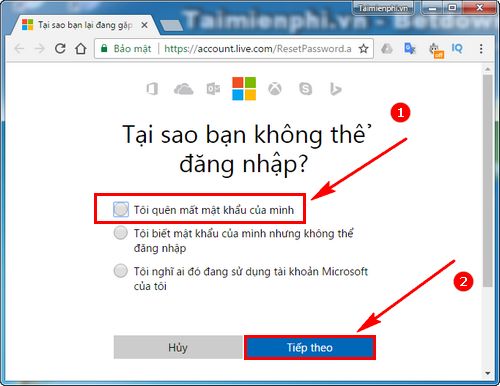 Taimienphi.vn
Tại sao bạn lại đang gặp
Taimienphi.vn
Bảo mật
https://account.live.com/ResetPassword.a
off
IQ
Tại sao bạn không thể
đăng nhập?
1
Tôi quên mất mật khẩu của mình
Tôi biết mật khẩu của mình nhưng không thể
đăng nhập
Tôi nghĩ ai đó đang sử dụng tài khoản Microsoft
của tôi
2
Hủy
Tiếp theo